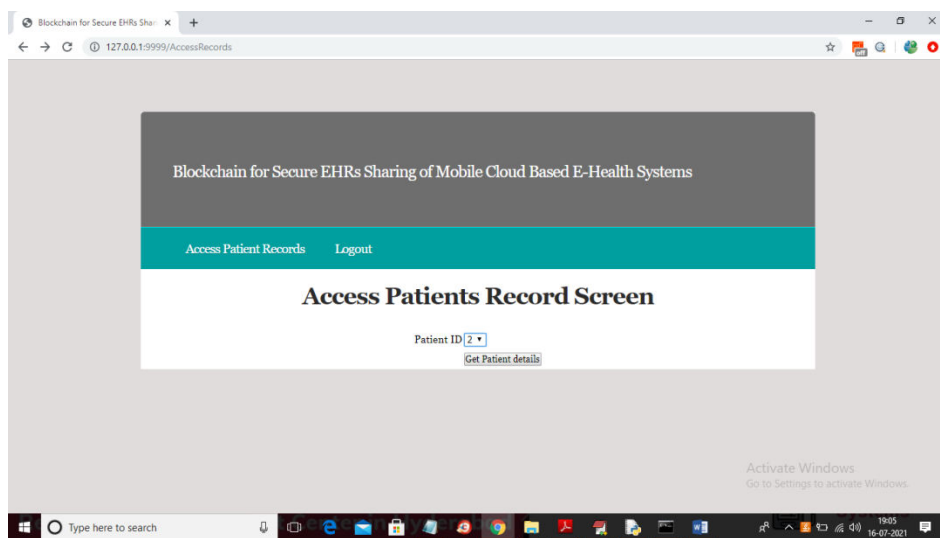 Blockchain for Secure EHRs Shar
127.0.0.1:9999/AccessRecords
off
Blockchain for Secure EHRs Sharing of Mobile Cloud Based E-Health Systems
Access Patient Records Logout
Access Patients Record Screen
Patient ID 2
Get Patient details
Activate Windows
Go to Settings to activate Windows.
Type here to search
19:05
16-07-2021